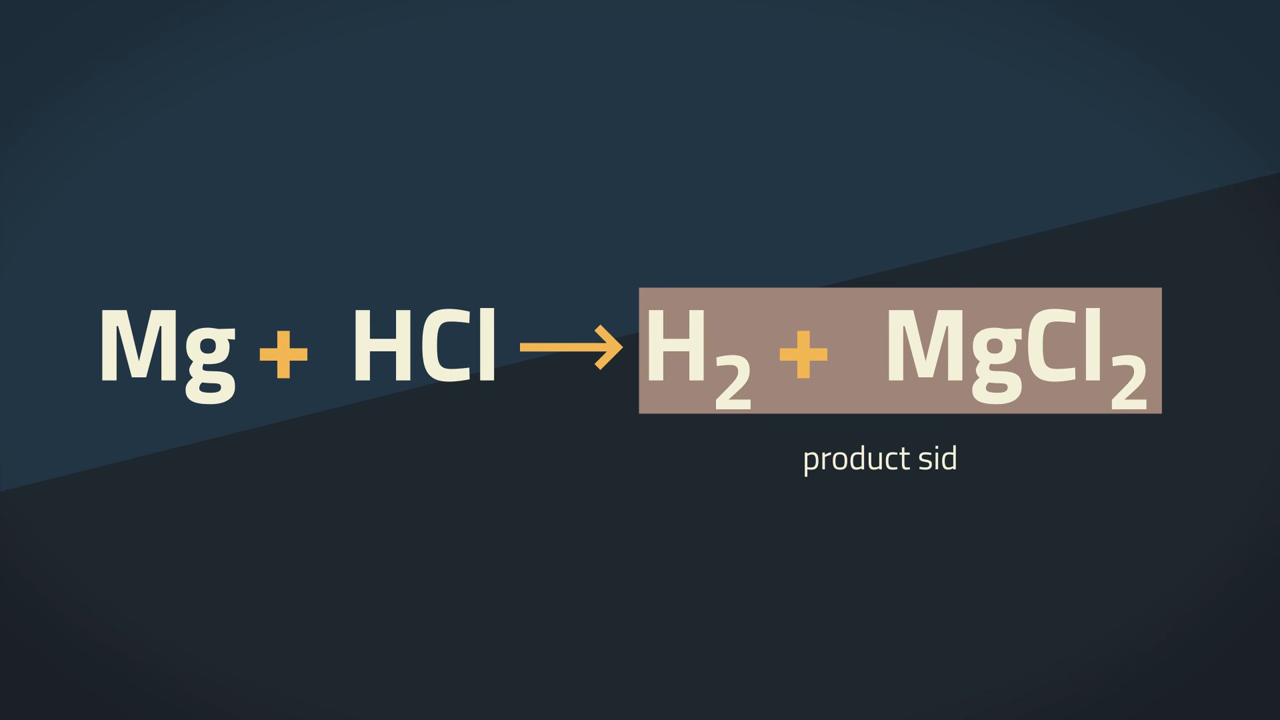 Mg + HCl → H₂ + MgCl₂
product sid